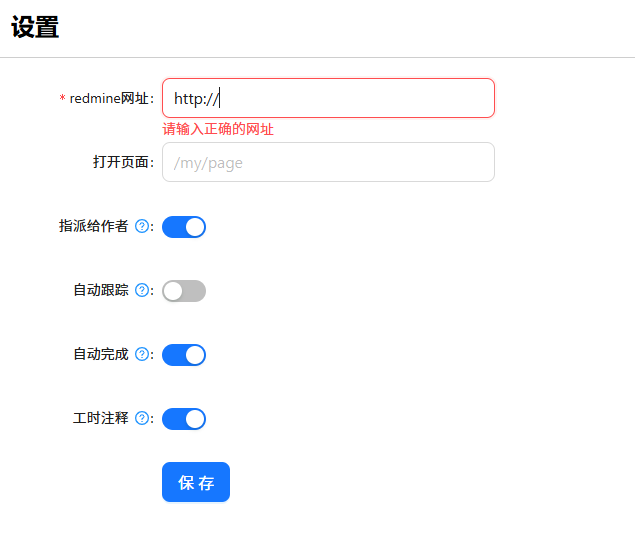 设置
* redmine网址:
http://
请输入正确的网址
打开页面:
/my/page
指派给作者 ?:
自动跟踪 ?:
自动完成 ?:
工时注释 ?:
保 存